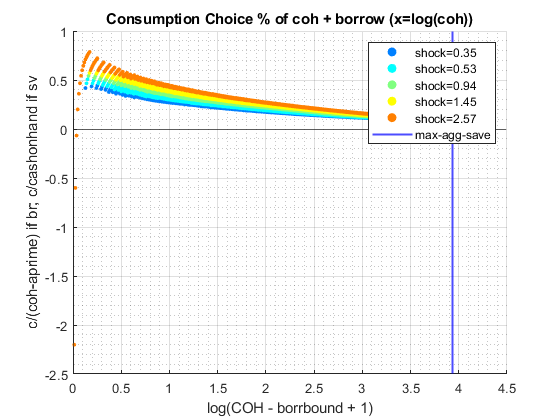 Consumption Choice % of coh + borrow (x=log(coh))
c/(coh-aprime) if br; c/cashonhand if sv
1
0.5
0
-0.5
-1
-1.5
-2
-2.5
shock=0.35
shock=0.53
shock=0.94
shock=1.45
shock=2.57
max-agg-save
0 0.5 1 1.5 2 2.5 3 3.5 4 4.5
log(COH - borrbound + 1)